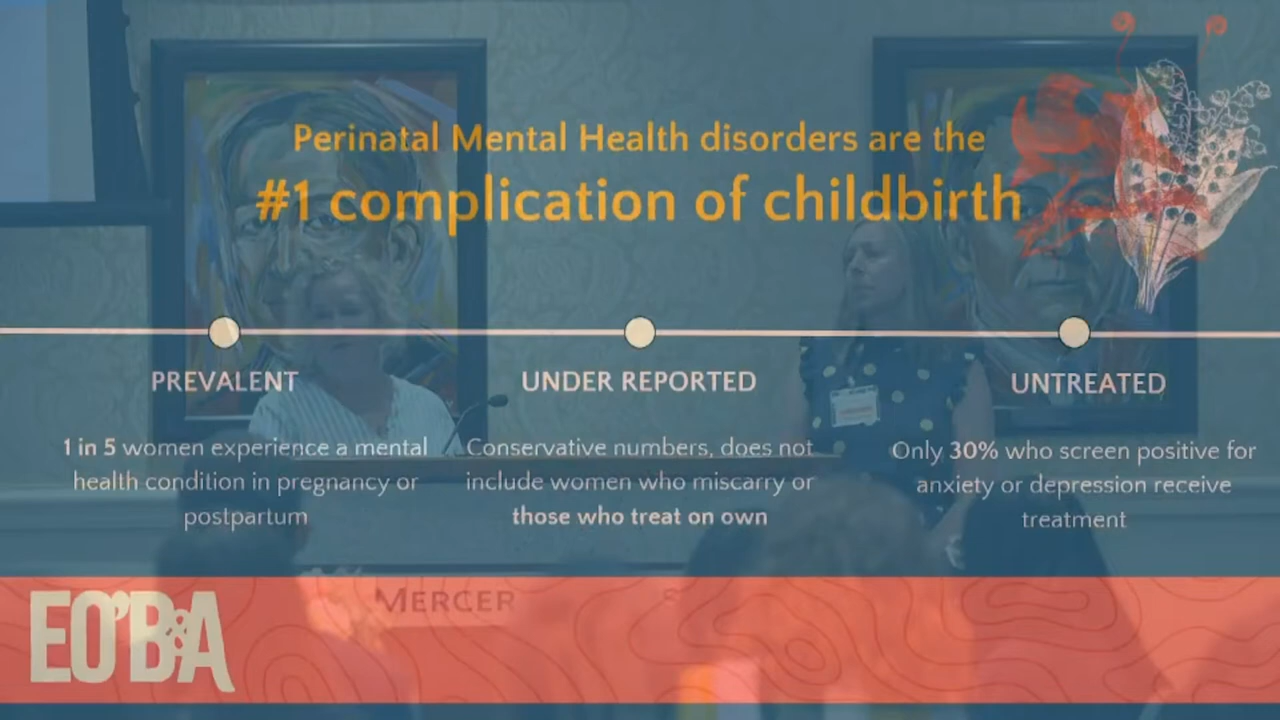 Perinatal Mental Health disorders are the
#1 complication of childbirth
PREVALENT
1 in 5 women experience a mental
health condition in pregnancy or
postpartum
UNDER REPORTED
Conservative numbers, does not
include women who miscarry or
those who treat on own
UNTREATED
Only 30% who screen positive for
anxiety or depression receive
treatment
EO'B&A
MERCER